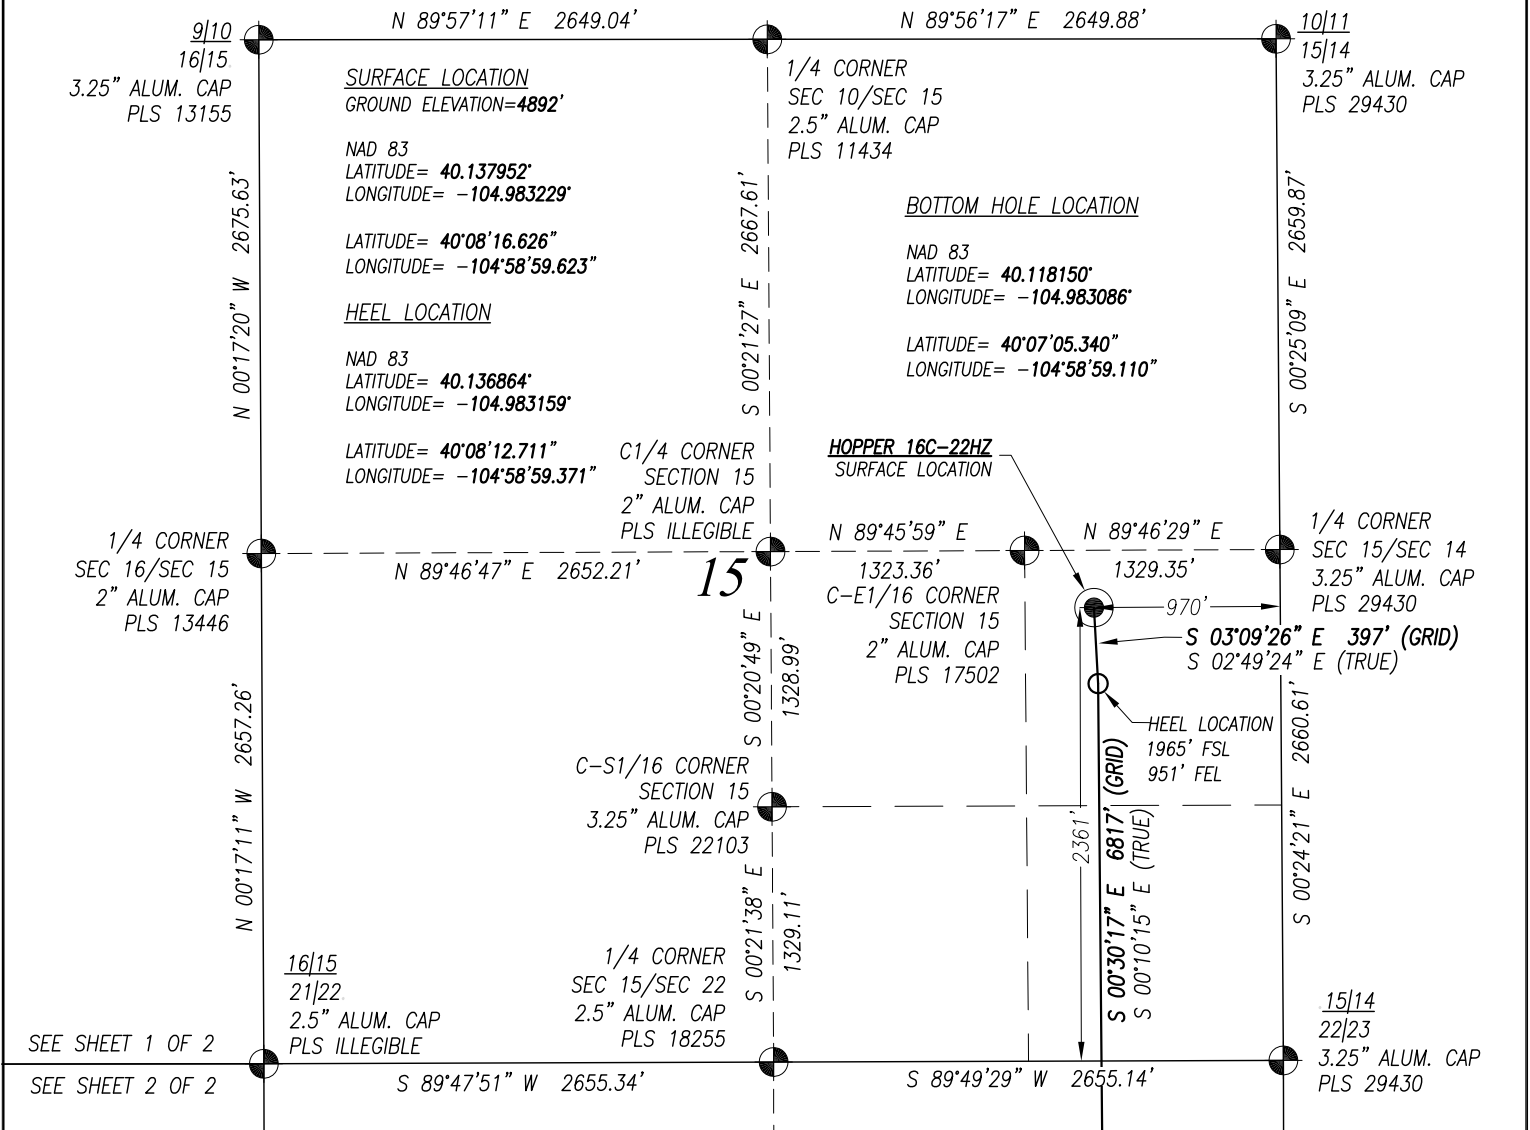 N 89°57'11" E 2649.04'
N 89°56'17" E 2649.88'
9|10
16|15
3.25" ALUM. CAP
PLS 13155
10|11
15|14
3.25" ALUM. CAP
PLS 29430
SURFACE LOCATION
GROUND ELEVATION=4892'
NAD 83
LATITUDE= 40.137952°
LONGITUDE= -104.983229°
LATITUDE= 40°08'16.626"
LONGITUDE= -104°58'59.623"
HEEL LOCATION
NAD 83
LATITUDE= 40.136864°
LONGITUDE= -104.983159°
LATITUDE= 40°08'12.711"
LONGITUDE= -104°58'59.371"
1/4 CORNER
SEC 10/SEC 15
2.5" ALUM. CAP
PLS 11434
BOTTOM HOLE LOCATION
NAD 83
LATITUDE= 40.118150°
LONGITUDE= -104.983086°
LATITUDE= 40°07'05.340"
LONGITUDE= -104°58'59.110"
N 00°17'20" W 2675.63'
S 00°21'27" E 2667.61'
S 00°25'09" E 2659.87'
C1/4 CORNER
SECTION 15
2" ALUM. CAP
PLS ILLEGIBLE
HOPPER 16C-22HZ
SURFACE LOCATION
1/4 CORNER
SEC 16/SEC 15
2" ALUM. CAP
PLS 13446
N 89°46'47" E 2652.21'
15
N 89°45'59" E
1323.36'
N 89°46'29" E
1329.35'
1/4 CORNER
SEC 15/SEC 14
3.25" ALUM. CAP
PLS 29430
C-E1/16 CORNER
SECTION 15
2" ALUM. CAP
PLS 17502
970'
S 03°09'26" E 397' (GRID)
S 02°49'24" E (TRUE)
HEEL LOCATION
1965' FSL
951' FEL
N 00°17'11" W 2657.26'
S 00°20'49" E
1328.99'
C-S1/16 CORNER
SECTION 15
3.25" ALUM. CAP
PLS 22103
2361'
S 00°30'17" E 6817' (GRID)
S 00°10'15" E (TRUE)
S 00°24'21" E 2660.61'
S 00°21'38" E
1329.11'
16|15
21|22
2.5" ALUM. CAP
PLS ILLEGIBLE
1/4 CORNER
SEC 15/SEC 22
2.5" ALUM. CAP
PLS 18255
15|14
22|23
3.25" ALUM. CAP
PLS 29430
SEE SHEET 1 OF 2
SEE SHEET 2 OF 2
S 89°47'51" W 2655.34'
S 89°49'29" W 2655.14'